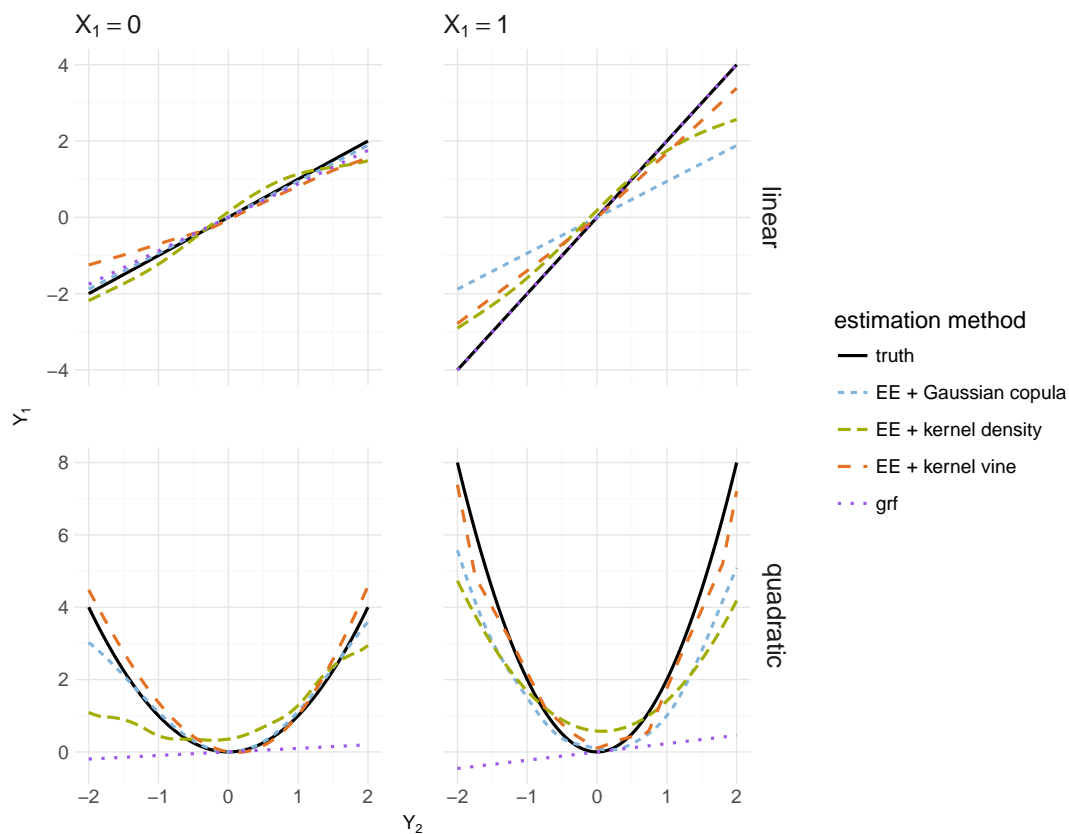 X₁ = 0
X₁ = 1
4
2
0
−2
−4
linear
Y₁
8
6
4
2
0
quadratic
−2 −1 0 1 2
−2 −1 0 1 2
Y₂
estimation method
truth
EE + Gaussian copula
EE + kernel density
EE + kernel vine
grf